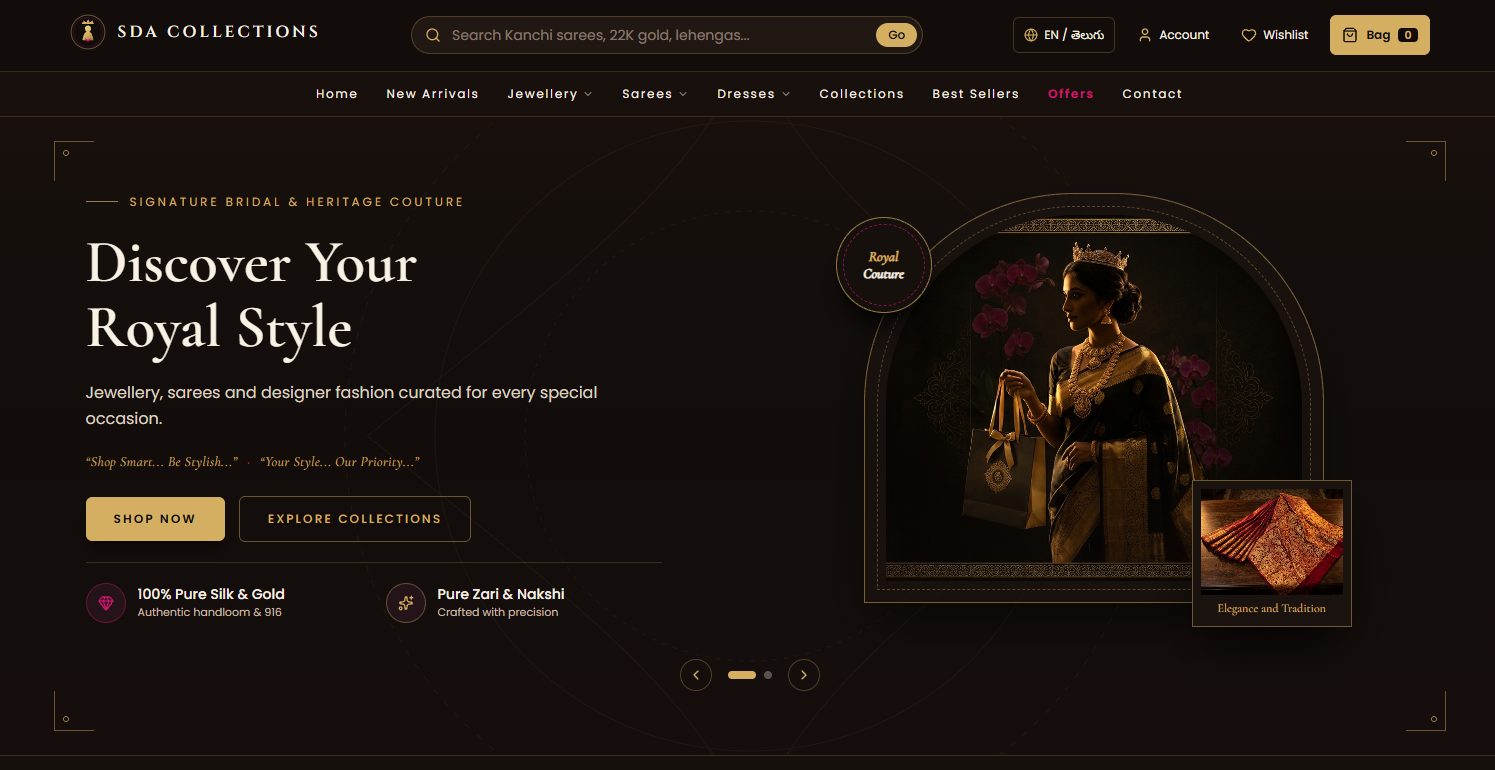 SDA COLLECTIONS
Search Kanchi sarees, 22K gold, lehengas...
Go
EN / తెలుగు
Account
Wishlist
Bag 0
Home
New Arrivals
Jewellery
Sarees
Dresses
Collections
Best Sellers
Offers
Contact
SIGNATURE BRIDAL & HERITAGE COUTURE
Discover Your
Royal Style
Jewellery, sarees and designer fashion curated for every special
occasion.
“Shop Smart... Be Stylish...” · “Your Style... Our Priority...”
SHOP NOW
EXPLORE COLLECTIONS
100% Pure Silk & Gold
Authentic handloom & 916
Pure Zari & Nakshi
Crafted with precision
Royal
Couture
Elegance and Tradition